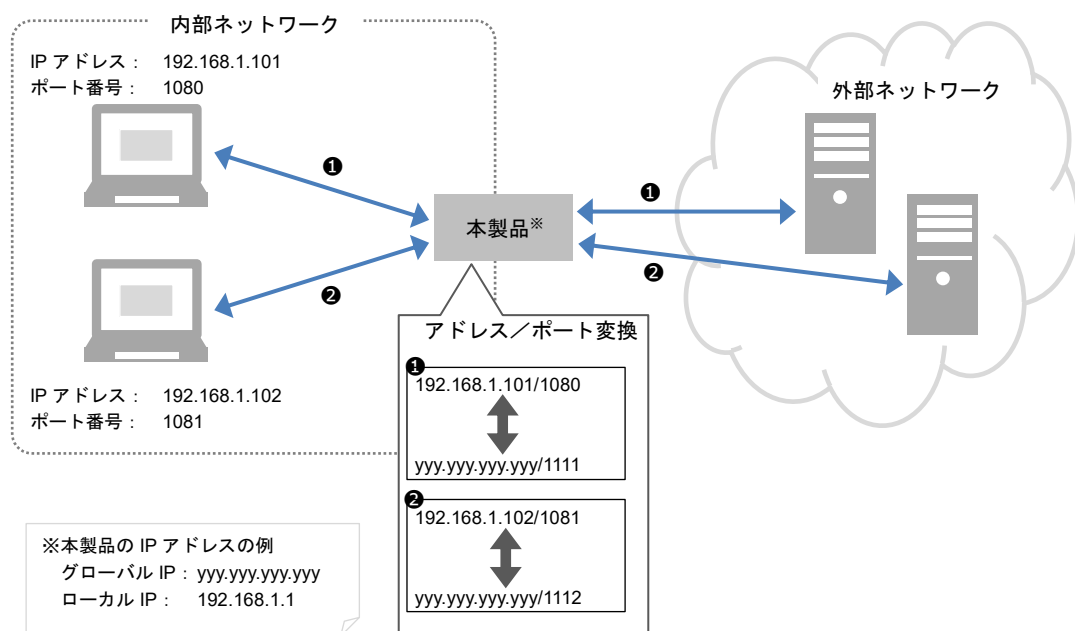 内部ネットワーク
IP アドレス： 192.168.1.101
ポート番号： 1080
外部ネットワーク
❶
❶
本製品※
❷
❷
アドレス／ポート変換
IP アドレス： 192.168.1.102
ポート番号： 1081
❶
192.168.1.101/1080
yyy.yyy.yyy.yyy/1111
❷
192.168.1.102/1081
yyy.yyy.yyy.yyy/1112
※本製品の IP アドレスの例
グローバル IP：yyy.yyy.yyy.yyy
ローカル IP： 192.168.1.1